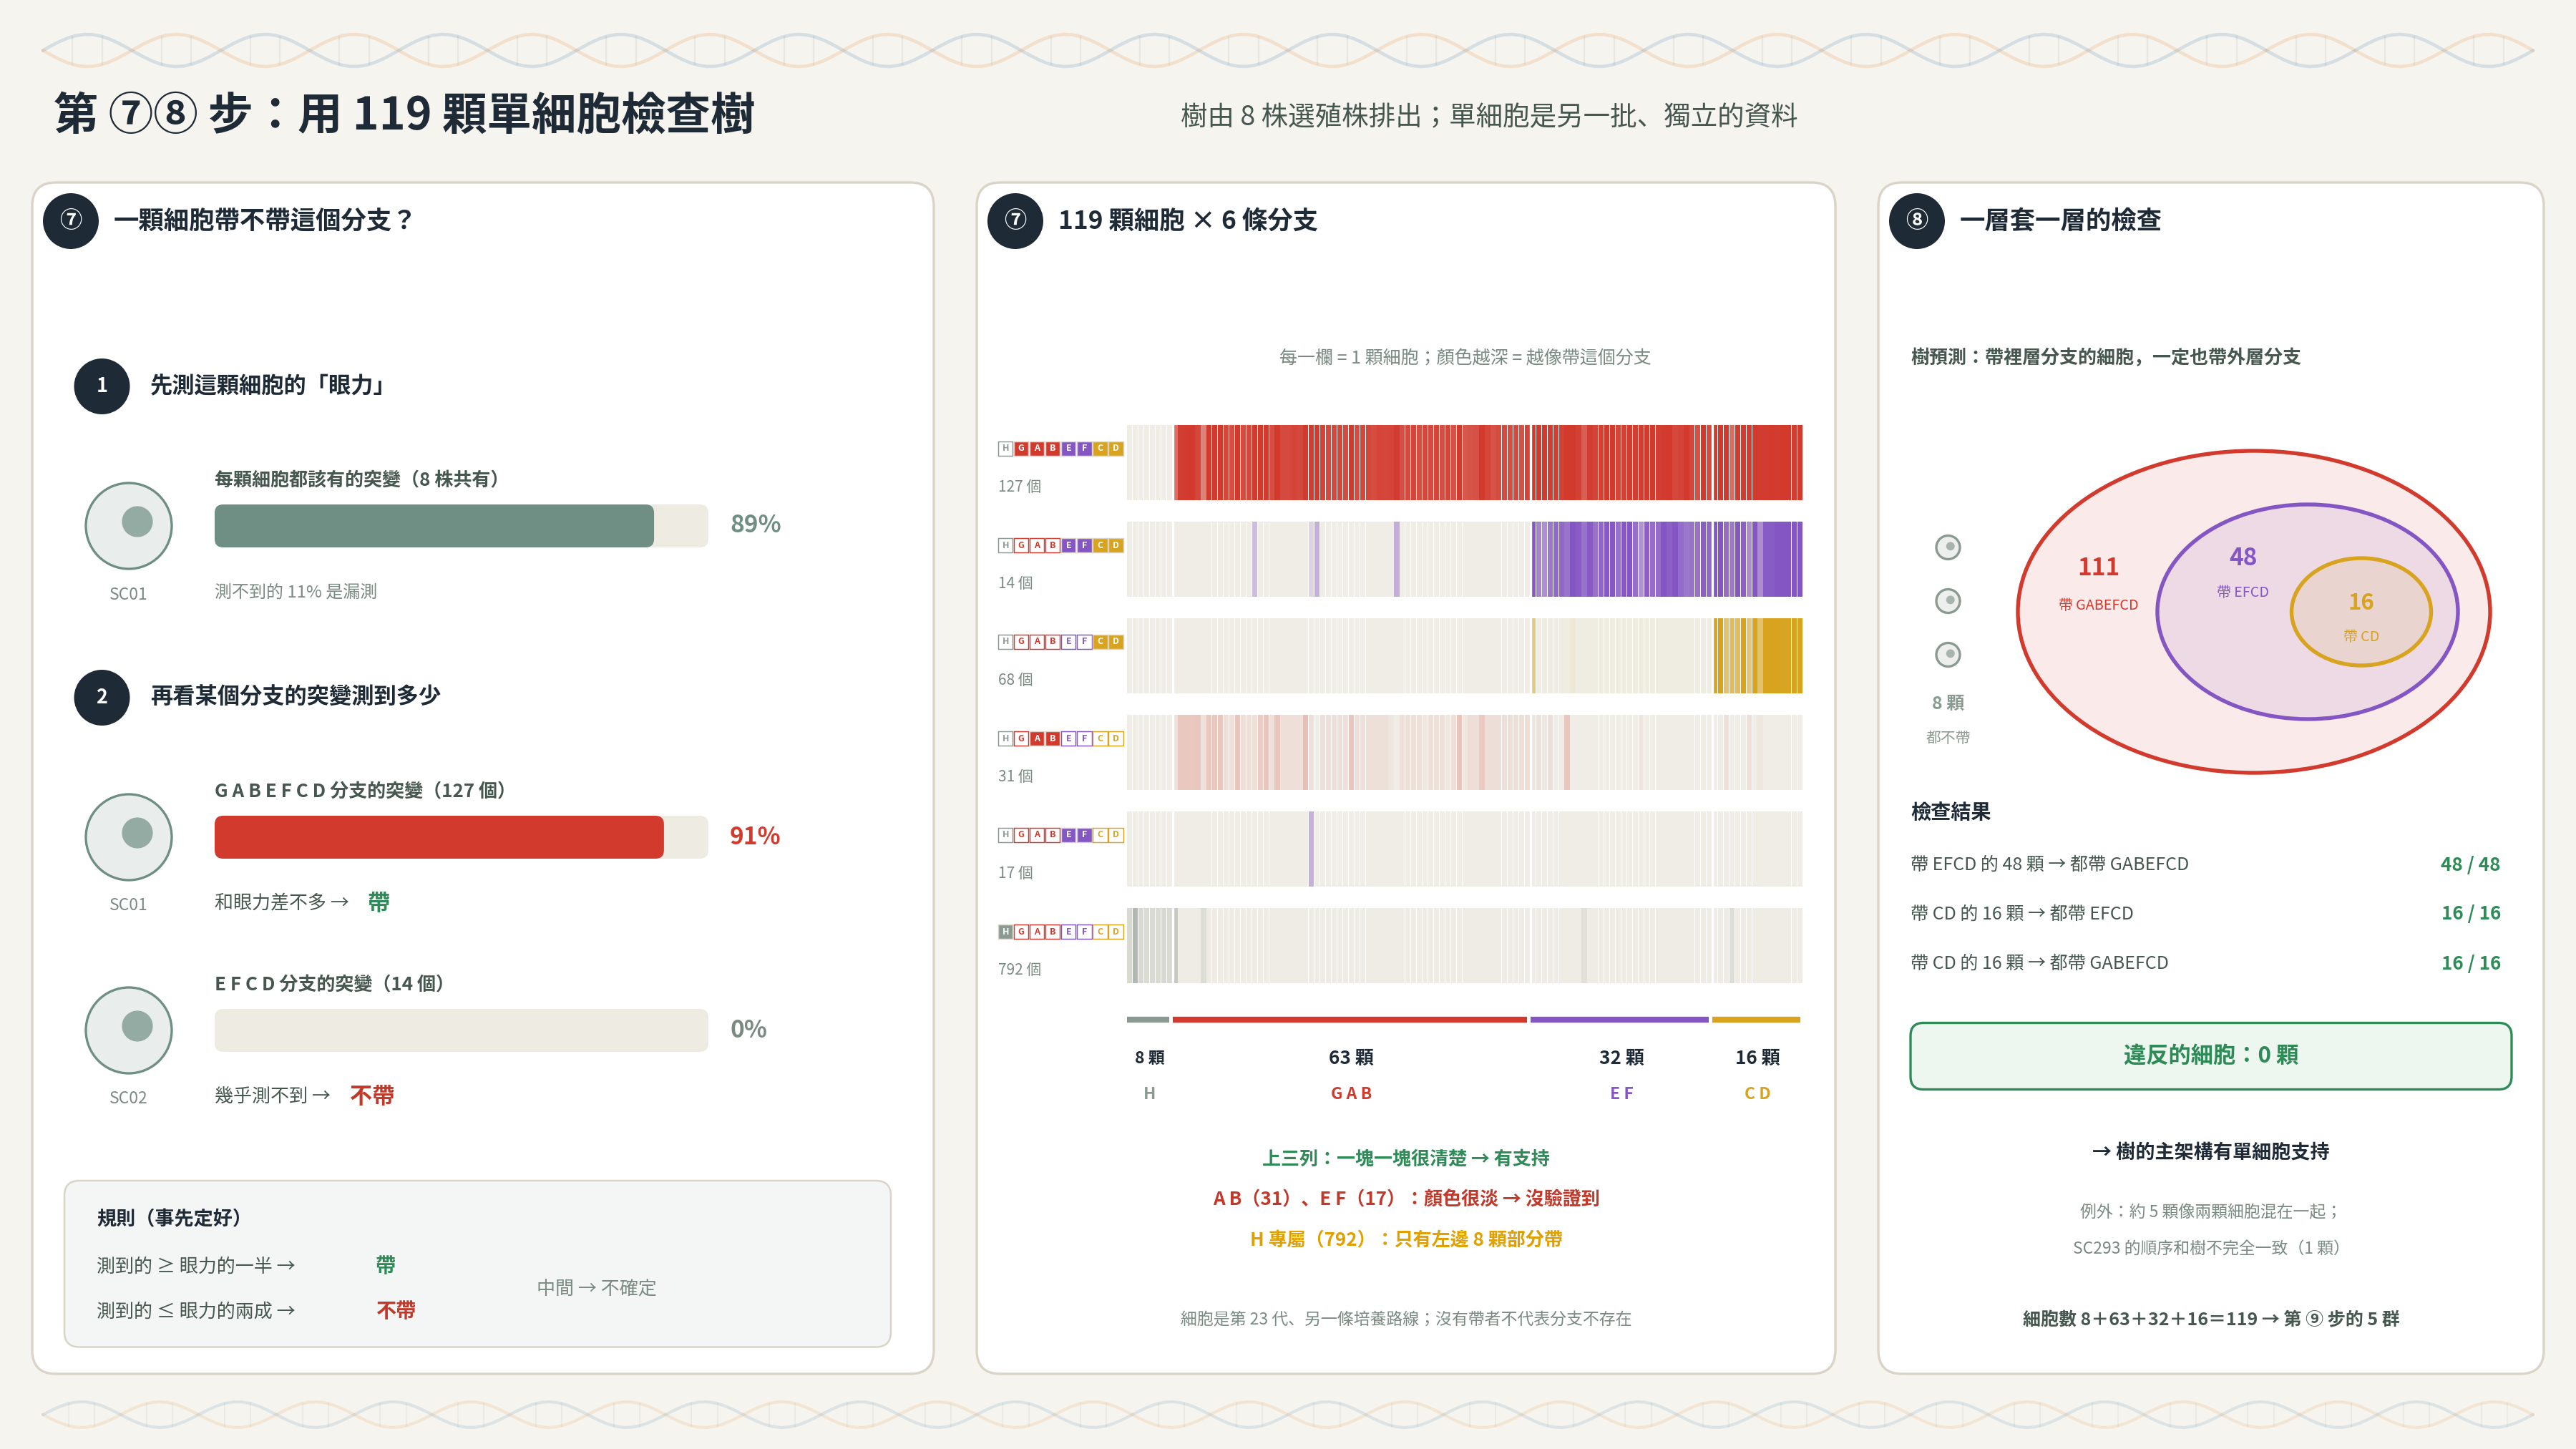 第 ⑦⑧ 步：用 119 顆單細胞檢查樹
樹由 8 株選殖株排出；單細胞是另一批、獨立的資料
⑦ 一顆細胞帶不帶這個分支？
1 先測這顆細胞的「眼力」
每顆細胞都該有的突變（8 株共有）
89%
SC01
測不到的 11% 是漏測
2 再看某個分支的突變測到多少
G A B E F C D 分支的突變（127 個）
91%
SC01
和眼力差不多 → 帶
E F C D 分支的突變（14 個）
0%
SC02
幾乎測不到 → 不帶
規則（事先定好）
測到的 ≥ 眼力的一半 → 帶
中間 → 不確定
測到的 ≤ 眼力的兩成 → 不帶
⑦ 119 顆細胞 × 6 條分支
每一欄 = 1 顆細胞；顏色越深 = 越像帶這個分支
H G A B E F C D
127 個
H G A B E F C D
14 個
H G A B E F C D
68 個
H G A B E F C D
31 個
H G A B E F C D
17 個
H G A B E F C D
792 個
8 顆 63 顆 32 顆 16 顆
H G A B E F C D
上三列：一塊一塊很清楚 → 有支持
A B（31）、E F（17）：顏色很淡 → 沒驗證到
H 專屬（792）：只有左邊 8 顆部分帶
細胞是第 23 代、另一條培養路線；沒有帶者不代表分支不存在
⑧ 一層套一層的檢查
樹預測：帶裡層分支的細胞，一定也帶外層分支
111
帶 GABEFCD
48
帶 EFCD
16
帶 CD
8 顆
都不帶
檢查結果
帶 EFCD 的 48 顆 → 都帶 GABEFCD 48 / 48
帶 CD 的 16 顆 → 都帶 EFCD 16 / 16
帶 CD 的 16 顆 → 都帶 GABEFCD 16 / 16
違反的細胞：0 顆
→ 樹的主架構有單細胞支持
例外：約 5 顆像兩顆細胞混在一起；
SC293 的順序和樹不完全一致（1 顆）
細胞數 8＋63＋32＋16＝119 → 第 ⑨ 步的 5 群